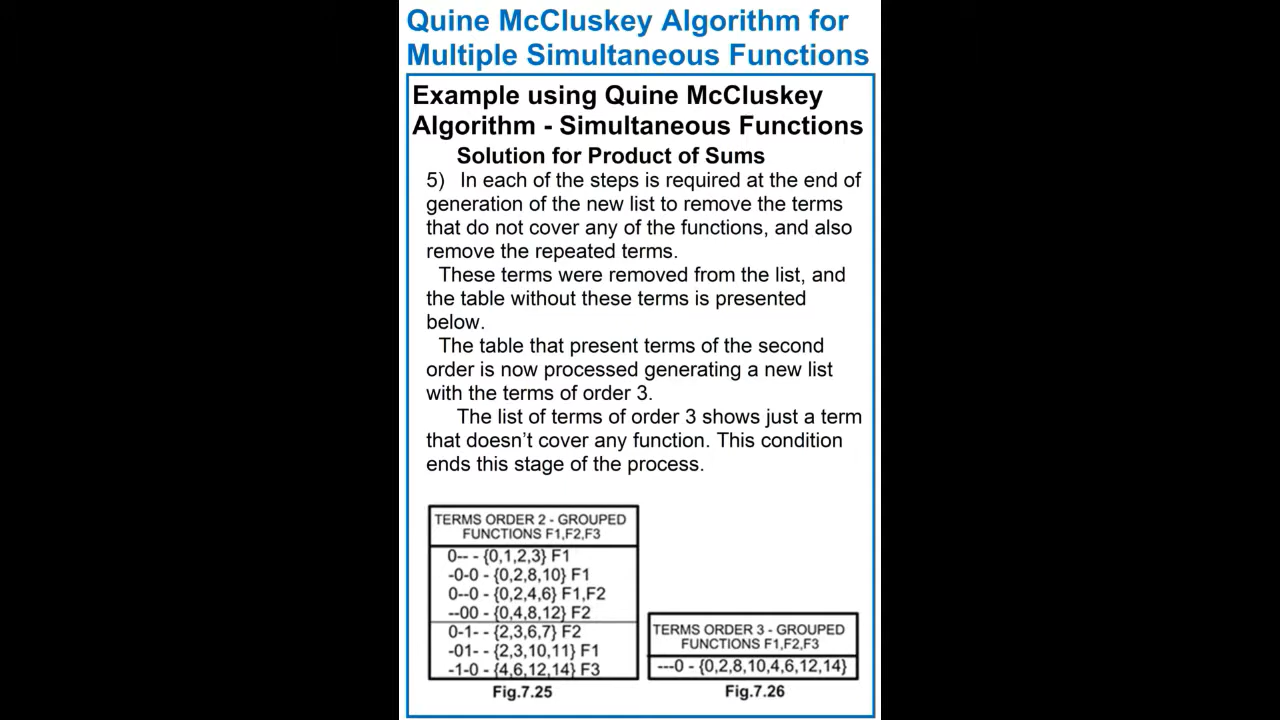 Quine McCluskey Algorithm for
Multiple Simultaneous Functions
Example using Quine McCluskey
Algorithm - Simultaneous Functions
Solution for Product of Sums
5) In each of the steps is required at the end of
generation of the new list to remove the terms
that do not cover any of the functions, and also
remove the repeated terms.
These terms were removed from the list, and
the table without these terms is presented
below.
The table that present terms of the second
order is now processed generating a new list
with the terms of order 3.
The list of terms of order 3 shows just a term
that doesn't cover any function. This condition
ends this stage of the process.
TERMS ORDER 2 - GROUPED
FUNCTIONS F1,F2,F3
0-- - {0,1,2,3} F1
-0-0 - {0,2,8,10} F1
0--0 - {0,2,4,6} F1,F2
--00 - {0,4,8,12} F2
0-1- - {2,3,6,7} F2
-01- - {2,3,10,11} F1
-1-0 - {4,6,12,14} F3
Fig.7.25
TERMS ORDER 3 - GROUPED
FUNCTIONS F1,F2,F3
---0 - {0,2,8,10,4,6,12,14}
Fig.7.26